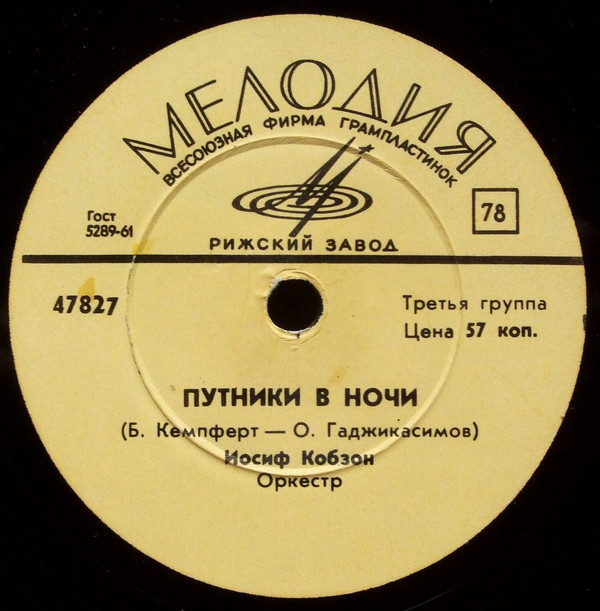 МЕЛОДИЯ
ВСЕСОЮЗНАЯ ФИРМА ГРАМПЛАСТИНОК
Гост
5289-61
78
РИЖСКИЙ ЗАВОД
47827
Третья группа
Цена 57 коп.
ПУТНИКИ В НОЧИ
(Б. Кемпферт — О. Гаджикасимов)
Иосиф Кобзон
Оркестр